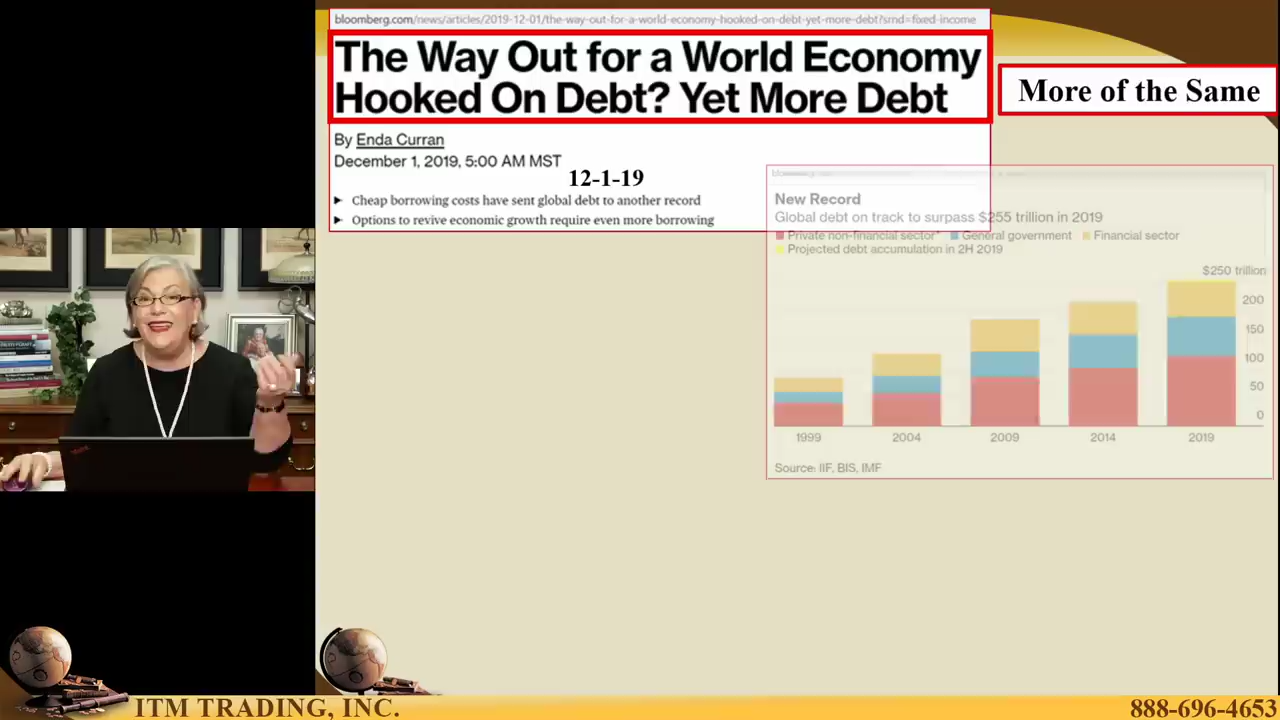 bloomberg.com/news/articles/2019-12-01/the-way-out-for-a-world-economy-hooked-on-debt-yet-more-debt?srnd=fixed-income
The Way Out for a World Economy
Hooked On Debt? Yet More Debt
More of the Same
By Enda Curran
December 1, 2019, 5:00 AM MST
12-1-19
Cheap borrowing costs have sent global debt to another record
Options to revive economic growth require even more borrowing
New Record
Global debt on track to surpass $255 trillion in 2019
Private non-financial sector* General government Financial sector
Projected debt accumulation in 2H 2019
$250 trillion
200
150
100
50
0
1999 2004 2009 2014 2019
Source: IIF, BIS, IMF
ITM TRADING, INC.
888-696-4653